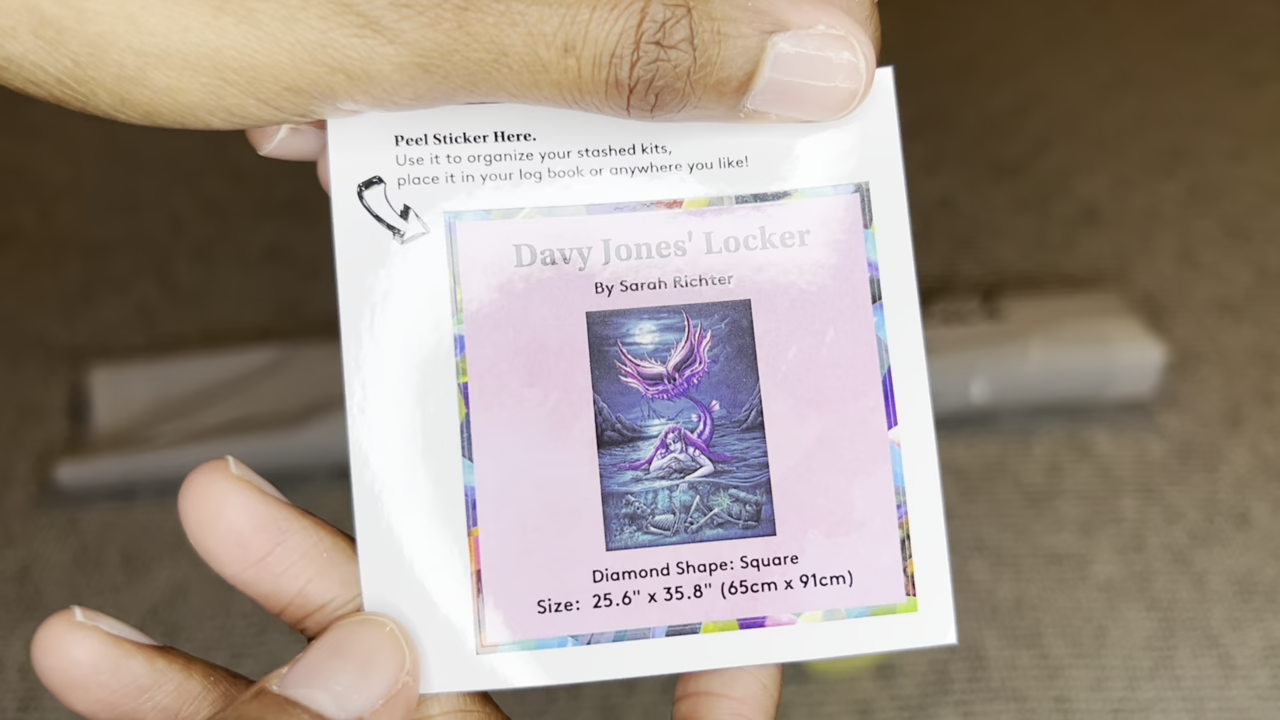 Peel Sticker Here.
Use it to organize your stashed kits,
place it in your log book or anywhere you like!
Davy Jones' Locker
By Sarah Richter
Diamond Shape: Square
Size: 25.6" x 35.8" (65cm x 91cm)